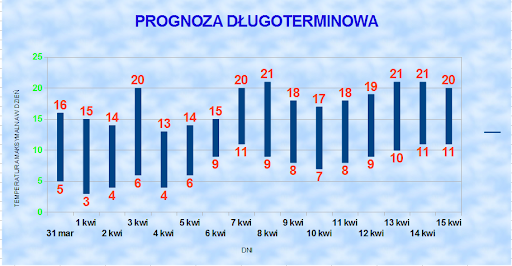 PROGNOZA DŁUGOTERMINOWA
TEMPERATURA MAKSYMALNA W DZIEŃ
25
20
15
10
5
0
16 15 14 20 13 14 15 20 21 18 17 18 19 21 21 20
5 3 4 6 4 6 9 11 9 8 7 8 9 10 11 11
1 kwi 3 kwi 5 kwi 7 kwi 9 kwi 11 kwi 13 kwi 15 kwi
31 mar 2 kwi 4 kwi 6 kwi 8 kwi 10 kwi 12 kwi 14 kwi
DNI